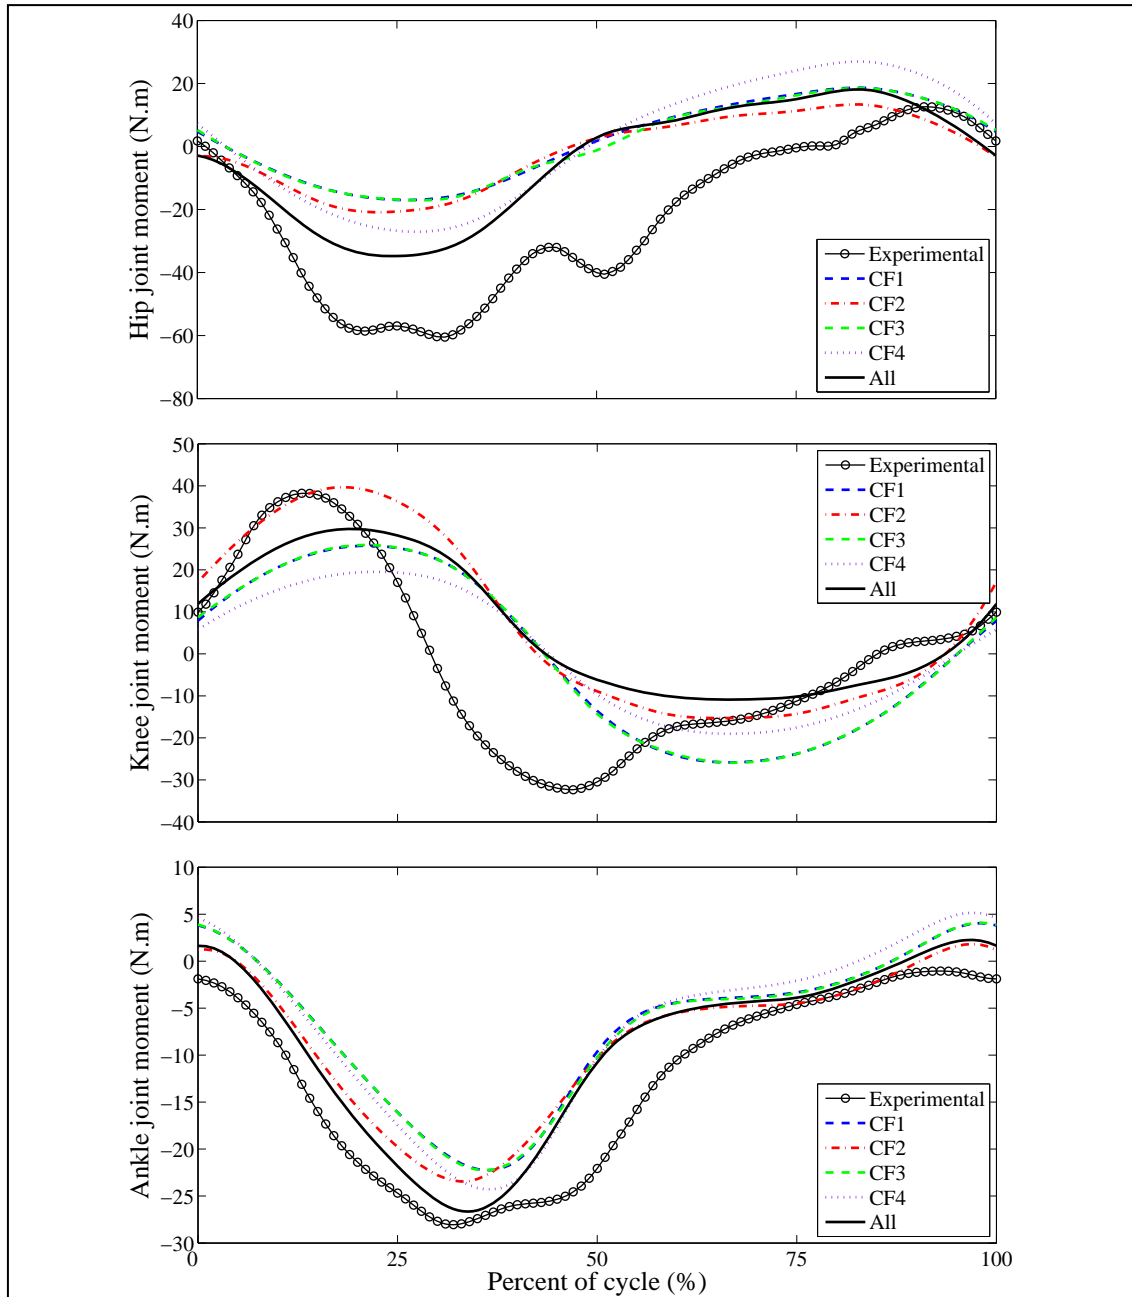 40
20
0
−20
−40
−60
−80
Hip joint moment (N.m)
Experimental
CF1
CF2
CF3
CF4
All
50
40
30
20
10
0
−10
−20
−30
−40
Knee joint moment (N.m)
Experimental
CF1
CF2
CF3
CF4
All
10
5
0
−5
−10
−15
−20
−25
−30
Ankle joint moment (N.m)
Experimental
CF1
CF2
CF3
CF4
All
0 25 50 75 100
Percent of cycle (%)